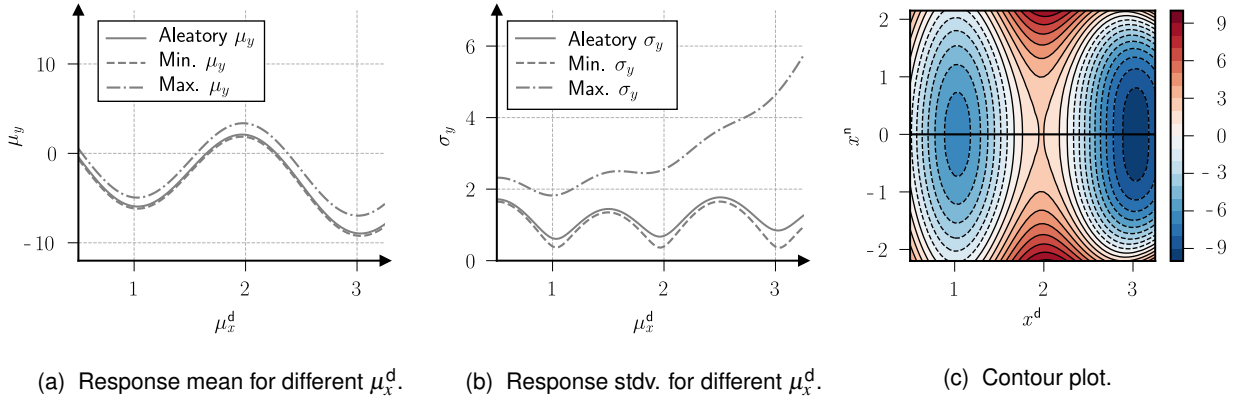 Aleatory μ_y
Min. μ_y
Max. μ_y
10
0
-10
1
2
3
μ_y
μ_x^d
Aleatory σ_y
Min. σ_y
Max. σ_y
6
4
2
0
1
2
3
σ_y
μ_x^d
2
1
0
-1
-2
1
2
3
x^n
x^d
9
6
3
0
-3
-6
-9
(a) Response mean for different μ_x^d.
(b) Response stdv. for different μ_x^d.
(c) Contour plot.